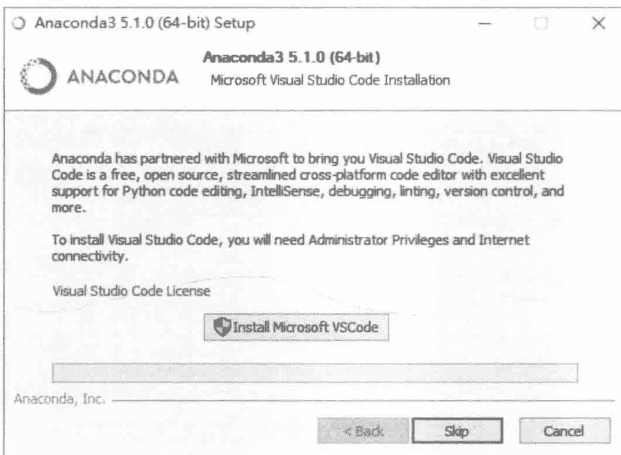 Anaconda3 5.1.0 (64-bit) Setup
Anaconda3 5.1.0 (64-bit)
ANACONDA
Microsoft Visual Studio Code Installation
Anaconda has partnered with Microsoft to bring you Visual Studio Code. Visual Studio
Code is a free, open source, streamlined cross-platform code editor with excellent
support for Python code editing, IntelliSense, debugging, linting, version control, and
more.
To install Visual Studio Code, you will need Administrator Privileges and Internet
connectivity.
Visual Studio Code License
Install Microsoft VSCode
Anaconda, Inc.
< Back
Skip
Cancel